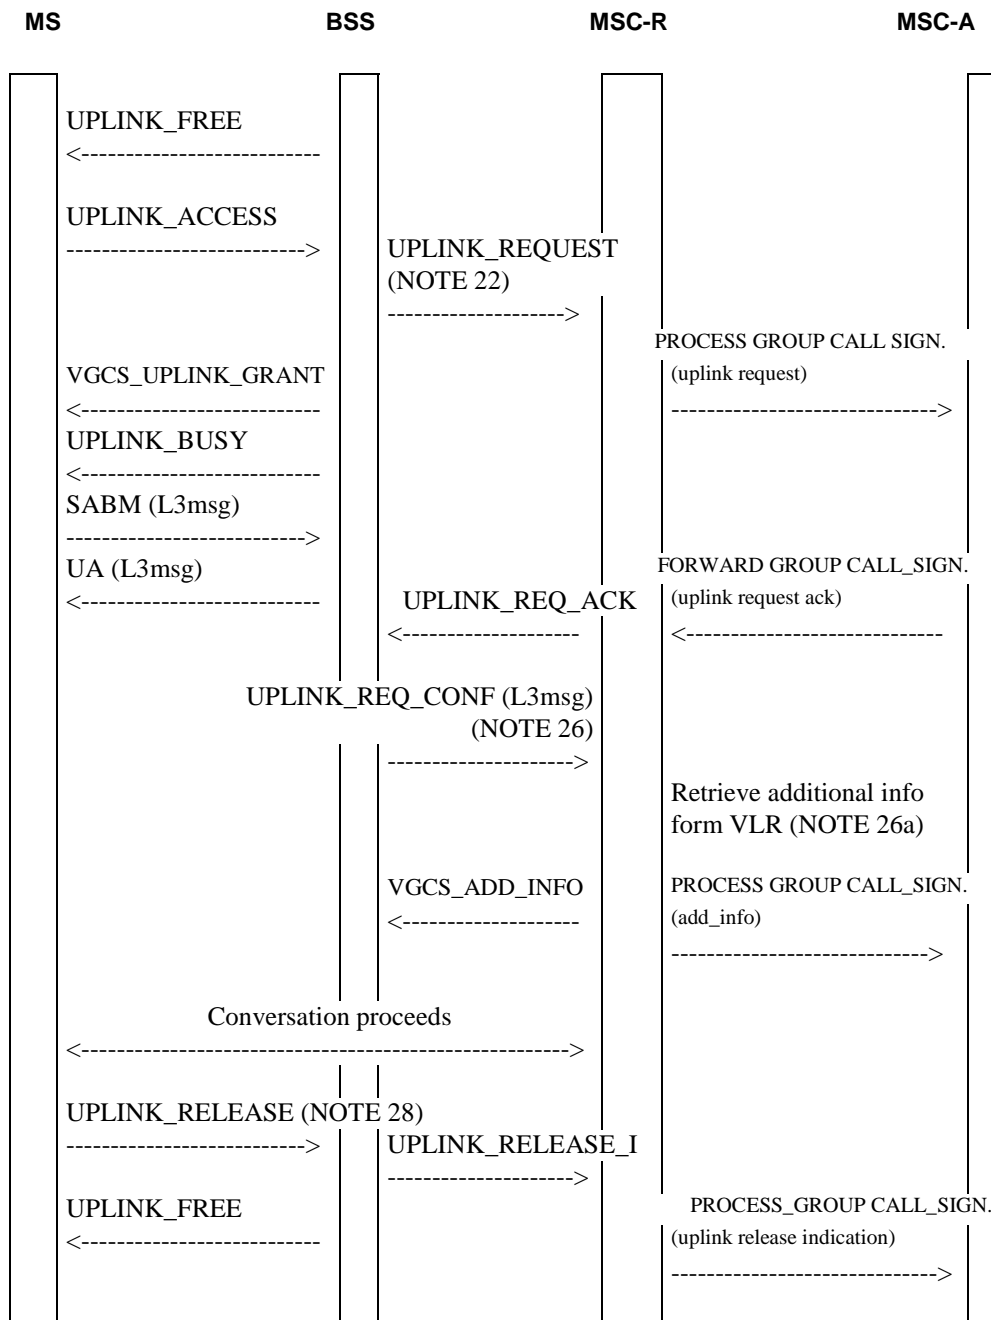 MS BSS MSC-R MSC-A
UPLINK_FREE
<---------------------------
UPLINK_ACCESS
--------------------------->
UPLINK_REQUEST
(NOTE 22)
-------------------->
PROCESS GROUP CALL SIGN.
VGCS_UPLINK_GRANT
(uplink request)
<---------------------------
------------------------------>
UPLINK_BUSY
<---------------------------
SABM (L3msg)
--------------------------->
UA (L3msg)
FORWARD GROUP CALL_SIGN.
<---------------------------
UPLINK_REQ_ACK
(uplink request ack)
<--------------------
<-----------------------------
UPLINK_REQ_CONF (L3msg)
(NOTE 26)
--------------------->
Retrieve additional info
form VLR (NOTE 26a)
VGCS_ADD_INFO
PROCESS GROUP CALL_SIGN.
<--------------------
(add_info)
----------------------------->
Conversation proceeds
<------------------------------------------------------->
UPLINK_RELEASE (NOTE 28)
--------------------------->
UPLINK_RELEASE_I
--------------------->
UPLINK_FREE
PROCESS_GROUP CALL_SIGN.
<---------------------------
(uplink release indication)
------------------------------>